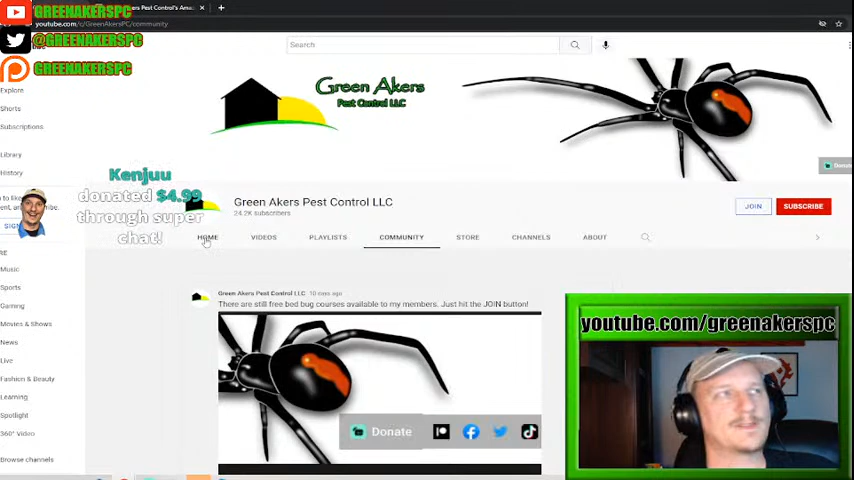 GREENAKERSPC
Pest Control's Amaz
@GREENAKERSPC
youtube.com/c/GreenAkersPC/community
GREENAKERSPC
Search
Green Akers
Pest Control LLC
Donate
Explore
Shorts
Subscriptions
Library
History
Kenjuu
donated $4.99
through super
chat!
Green Akers Pest Control LLC
24.2K subscribers
JOIN
SUBSCRIBE
HOME
VIDEOS
PLAYLISTS
COMMUNITY
STORE
CHANNELS
ABOUT
Music
Sports
Gaming
Movies & Shows
News
Live
Fashion & Beauty
Learning
Spotlight
360° Video
Browse channels
Green Akers Pest Control LLC
There are still free bed bug courses available to my members. Just hit the JOIN button!
Donate
youtube.com/greenakerspc